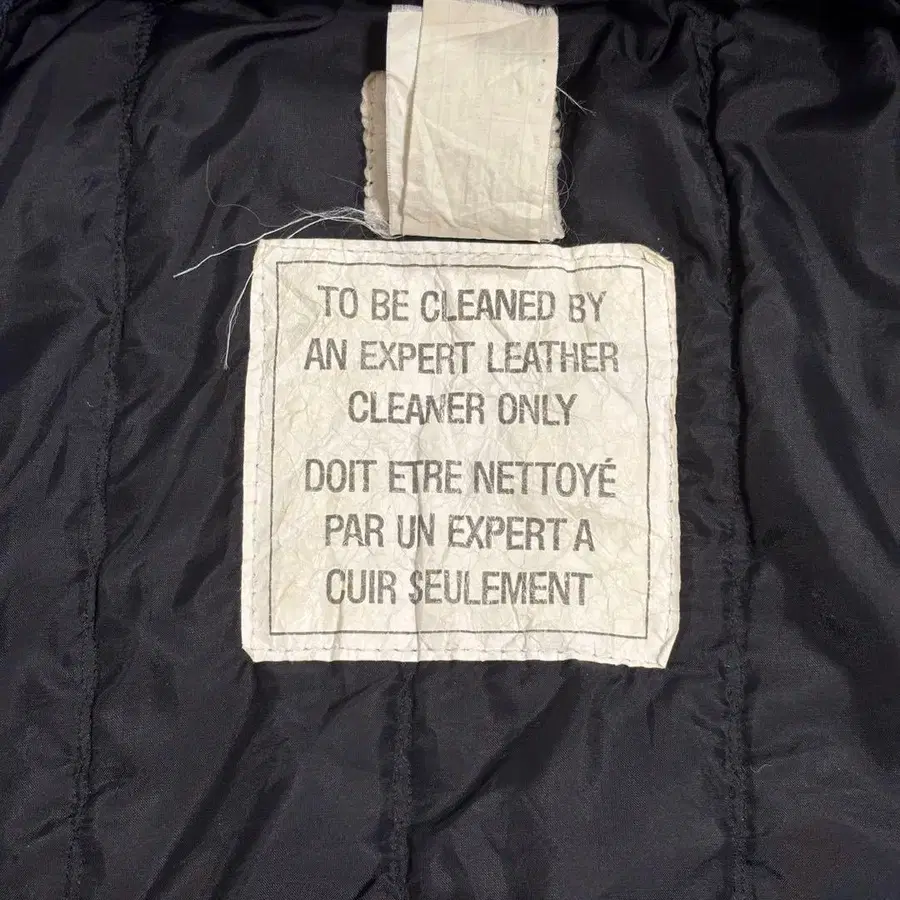 TO BE CLEANED BY
AN EXPERT LEATHER
CLEANER ONLY
DOIT ETRE NETTOYÉ
PAR UN EXPERT A
CUIR SEULEMENT